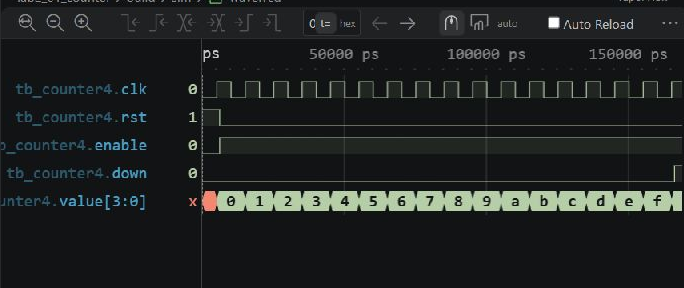 0 t= hex auto Auto Reload ...
ps 50000 ps 100000 ps 150000 ps
tb_counter4.clk 0
tb_counter4.rst 1
b_counter4.enable 0
tb_counter4.down 0
unter4.value[3:0] x 0 1 2 3 4 5 6 7 8 9 a b c d e f